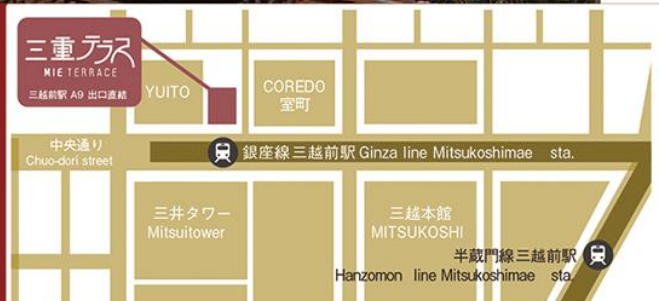 三重テラス
MIE TERRACE
三越前駅 A9 出口直結
YUITO
COREDO
室町
中央通り
Chuo-dori street
銀座線三越前駅 Ginza line Mitsukoshimae sta.
三井タワー
Mitsuitower
三越本館
MITSUKOSHI
半蔵門線三越前駅
Hanzomon line Mitsukoshimae sta.